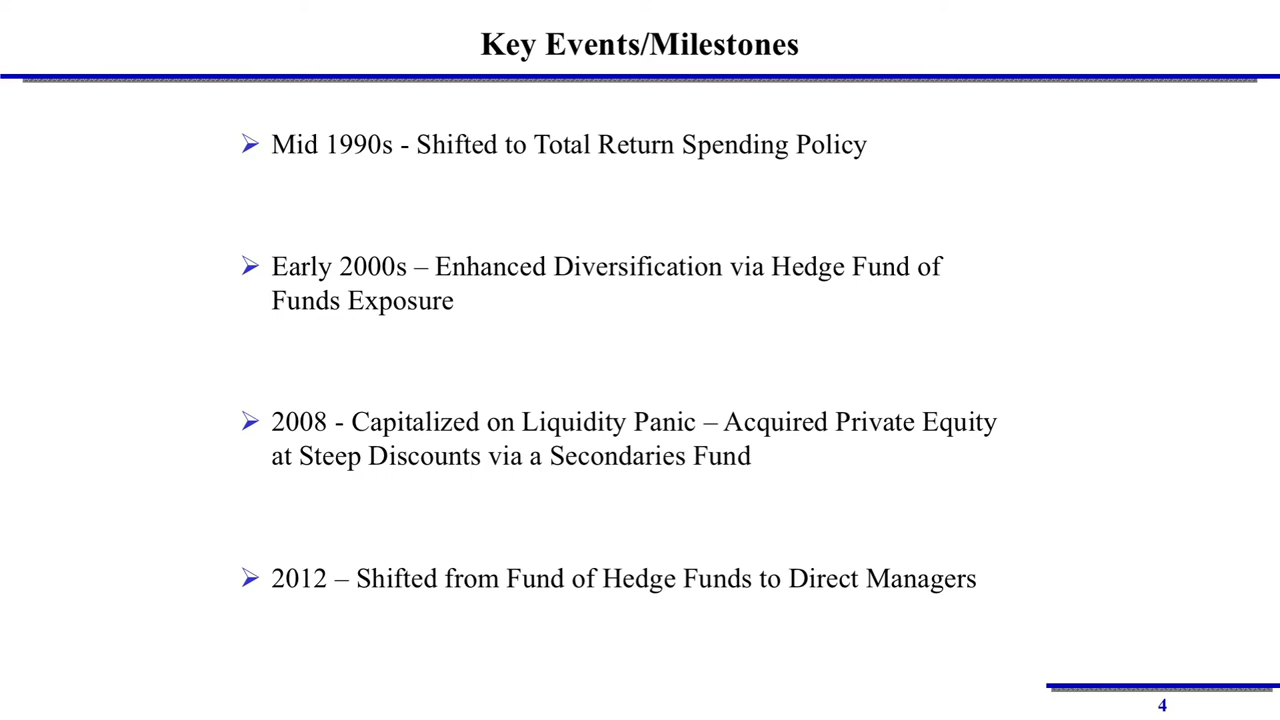 Key Events/Milestones
Mid 1990s - Shifted to Total Return Spending Policy
Early 2000s – Enhanced Diversification via Hedge Fund of
Funds Exposure
2008 - Capitalized on Liquidity Panic – Acquired Private Equity
at Steep Discounts via a Secondaries Fund
2012 – Shifted from Fund of Hedge Funds to Direct Managers
4